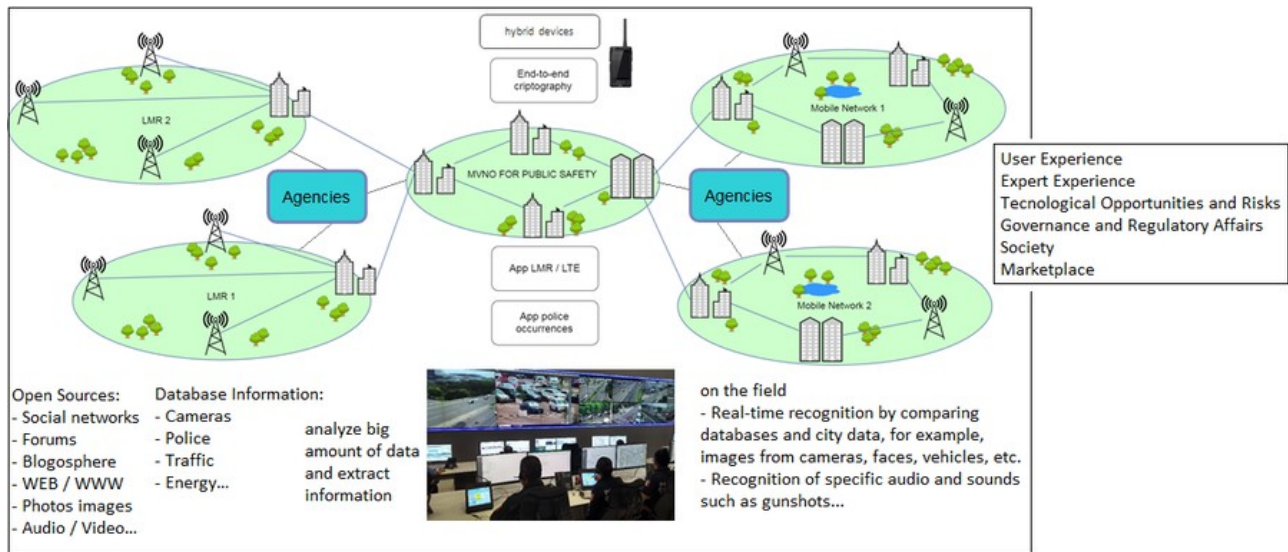 hybrid devices
End-to-end
criptography
LMR 2
Mobile Network 1
MVNO FOR PUBLIC SAFETY
Agencies
Agencies
LMR 1
App LMR / LTE
App police
occurrences
Mobile Network 2
User Experience
Expert Experience
Tecnological Opportunities and Risks
Governance and Regulatory Affairs
Society
Marketplace
Open Sources:
- Social networks
- Forums
- Blogosphere
- WEB / WWW
- Photos images
- Audio / Video...
Database Information:
- Cameras
- Police
- Traffic
- Energy...
analyze big
amount of data
and extract
information
on the field
- Real-time recognition by comparing
databases and city data, for example,
images from cameras, faces, vehicles, etc.
- Recognition of specific audio and sounds
such as gunshots...